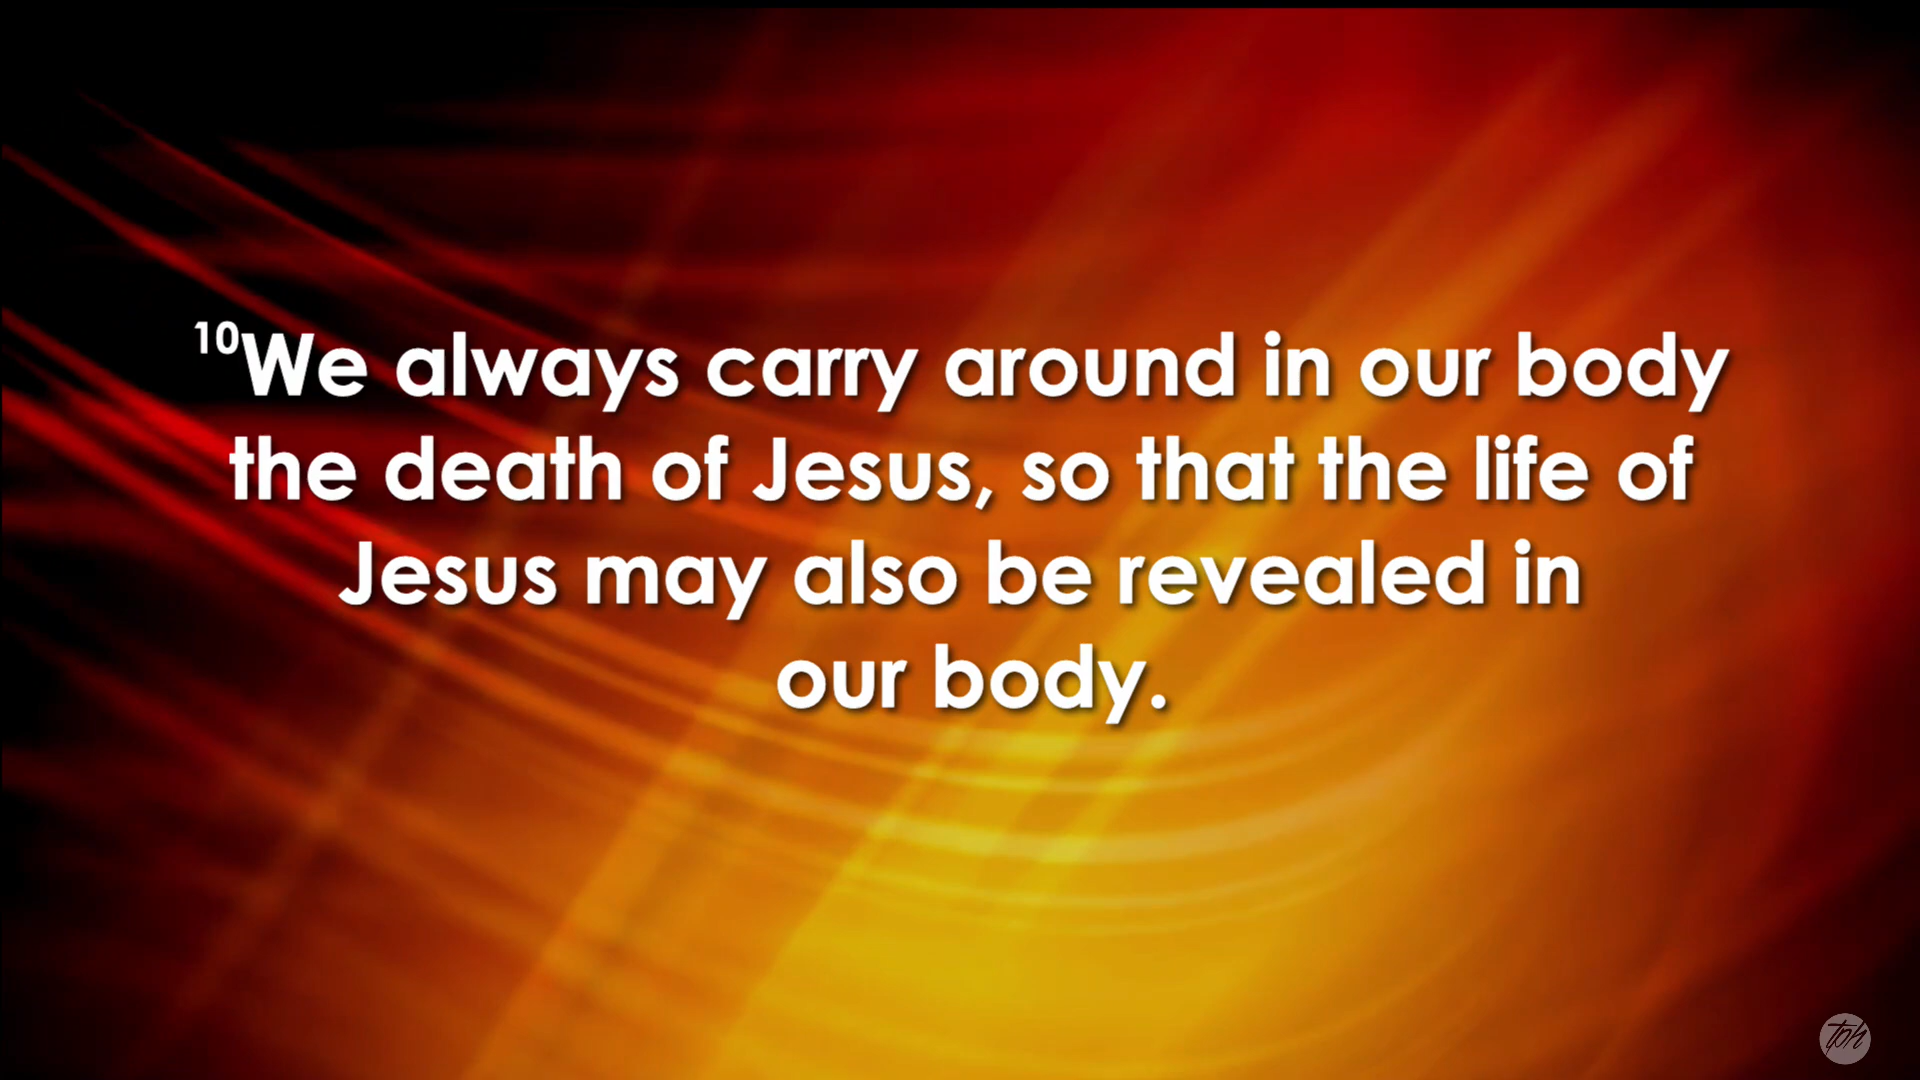 10We always carry around in our body
the death of Jesus, so that the life of
Jesus may also be revealed in
our body.
tph